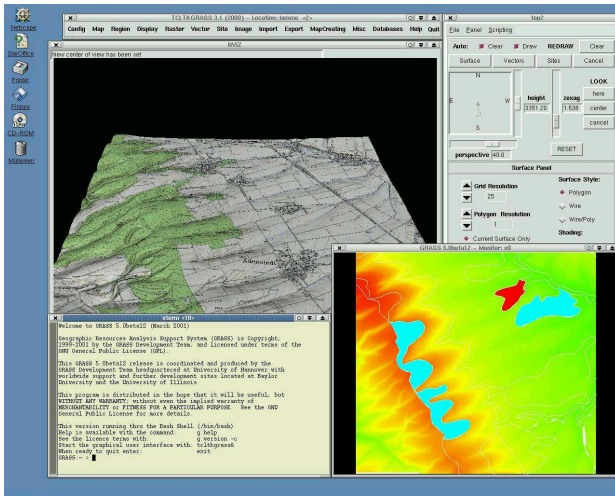 TCLTKGRASS 3.1 (2000) - Location: lamme <2>
Config Map Region Display Raster Vector Site Image Import Export MapCreating Misc Databases Help Quit
Netscape
StarOffice
Printer
Floppy
CD-ROM
Mülleimer
NVIZ
New center of view has been set
Adenstedt
top2
File Panel Scripting
Auto: Clear Draw REDRAW Clear
Surface Vectors Sites Cancel
N
E
W
S
height
3351.28
zexag
1.538
LOOK
here
center
cancel
RESET
perspective 40.0
Surface Panel
Grid Resolution
25
Polygon Resolution
1
Current Surface Only
Surface Style:
Polygon
Wire
Wire/Poly
Shading:
GRASS 5.0beta12 - Monitor: x0
xterm <10>
Welcome to GRASS 5.0beta12 (March 2001)
Geographic Resources Analysis Support System (GRASS) is Copyright,
1999-2001 by the GRASS Development Team, and licensed under terms of the
GNU General Public License (GPL).
This GRASS 5.0beta12 release is coordinated and produced by the
GRASS Development Team headquartered at University of Hannover with
worldwide support and further development sites located at Baylor
University and the University of Illinois.
This program is distributed in the hope that it will be useful, but
WITHOUT ANY WARRANTY; without even the implied warranty of
MERCHANTABILITY or FITNESS FOR A PARTICULAR PURPOSE. See the GNU
General Public License for more details.
This version running thru the Bash Shell (/bin/bash)
Help is available with the command: g.help
See the licence terms with: g.version -c
Start the graphical user interface with: tcltkgrass&
When ready to quit enter: exit
GRASS:~ >